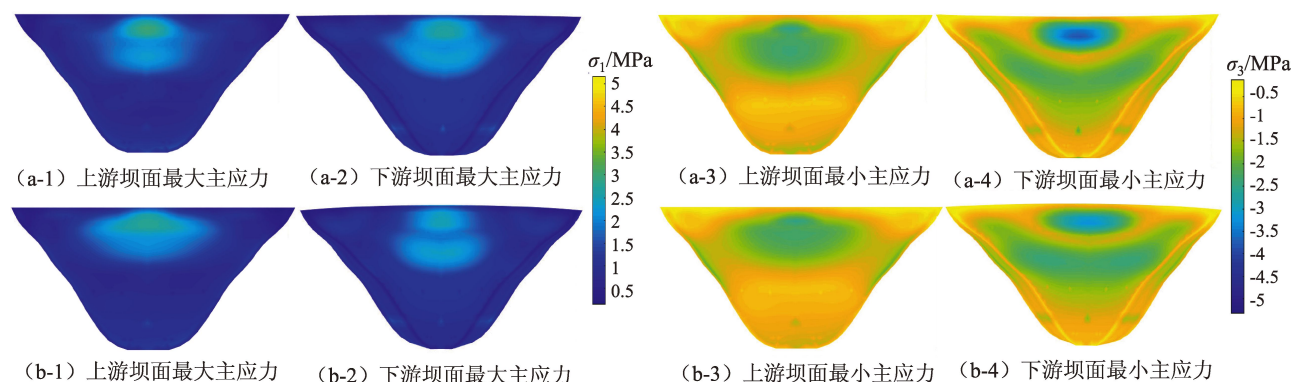 σ1/MPa
5
4.5
4
3.5
3
2.5
2
1.5
1
0.5
σ3/MPa
-0.5
-1
-1.5
-2
-2.5
-3
-3.5
-4
-4.5
-5
（a-1）上游坝面最大主应力
（a-2）下游坝面最大主应力
（a-3）上游坝面最小主应力
（a-4）下游坝面最小主应力
（b-1）上游坝面最大主应力
（b-2）下游坝面最大主应力
（b-3）上游坝面最小主应力
（b-4）下游坝面最小主应力